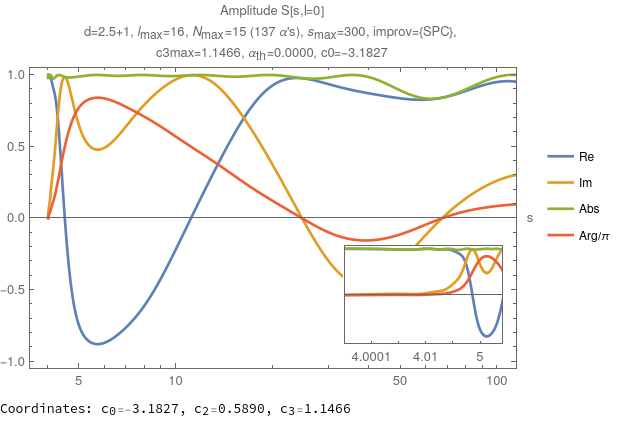 Amplitude S[s,l=0]
d=2.5+1, lmax=16, Nmax=15 (137 α's), smax=300, improv={SPC},
c3max=1.1466, αth=0.0000, c0=-3.1827
1.0
0.5
0.0
-0.5
-1.0
s
Re
Im
Abs
Arg/π
4.0001 4.01 5
5 10 50 100
Coordinates: c0=-3.1827, c2=0.5890, c3=1.1466